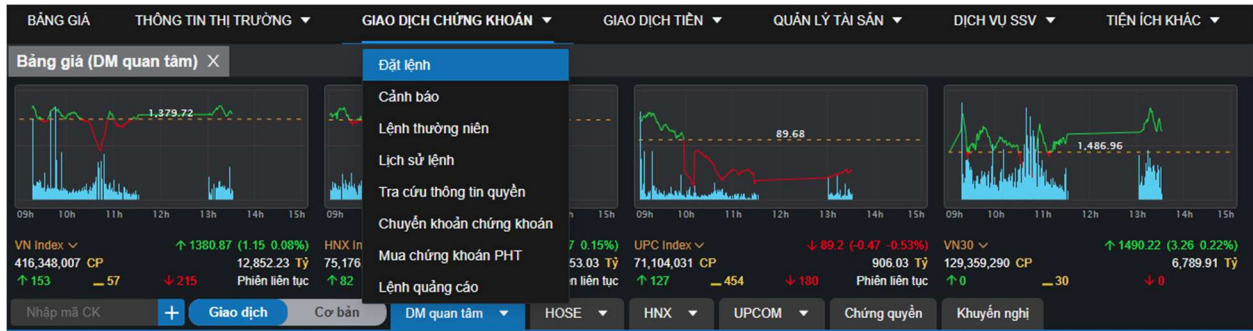 BẢNG GIÁ THÔNG TIN THỊ TRƯỜNG ▼ GIAO DỊCH CHỨNG KHOÁN ▼ GIAO DỊCH TIỀN ▼ QUẢN LÝ TÀI SẢN ▼ DỊCH VỤ SSV ▼ TIỆN ÍCH KHÁC ▼
Bảng giá (DM quan tâm) X
Đặt lệnh
Cảnh báo
Lệnh thường niên
Lịch sử lệnh
Tra cứu thông tin quyền
Chuyển khoản chứng khoán
Mua chứng khoán PHT
Lệnh quảng cáo
1,379.72
89.68
1,486.96
09h 10h 11h 12h 13h 14h 15h
09h 15h
09h 10h 11h 12h 13h 14h 15h
09h 10h 11h 12h 13h 14h 15h
VN Index ↑ 1380.87 (1.15 0.08%)
416,348,007 CP 12,852.23 Tỷ
↑ 153 57 ↓ 215 Phiên liên tục
HNX In 7 0.15%)
75,176 53.03 Tỷ
↑ 82 n liên tục
UPC Index ↓ 89.2 (-0.47 -0.53%)
71,104,031 CP 906.03 Tỷ
↑ 127 454 ↓ 180 Phiên liên tục
VN30 ↑ 1490.22 (3.26 0.22%)
129,359,290 CP 6,789.91 Tỷ
↑ 0 30 ↓ 0
Nhập mã CK + Giao dịch Cơ bản DM quan tâm ▼ HOSE ▼ HNX ▼ UPCOM ▼ Chứng quyền Khuyến nghị